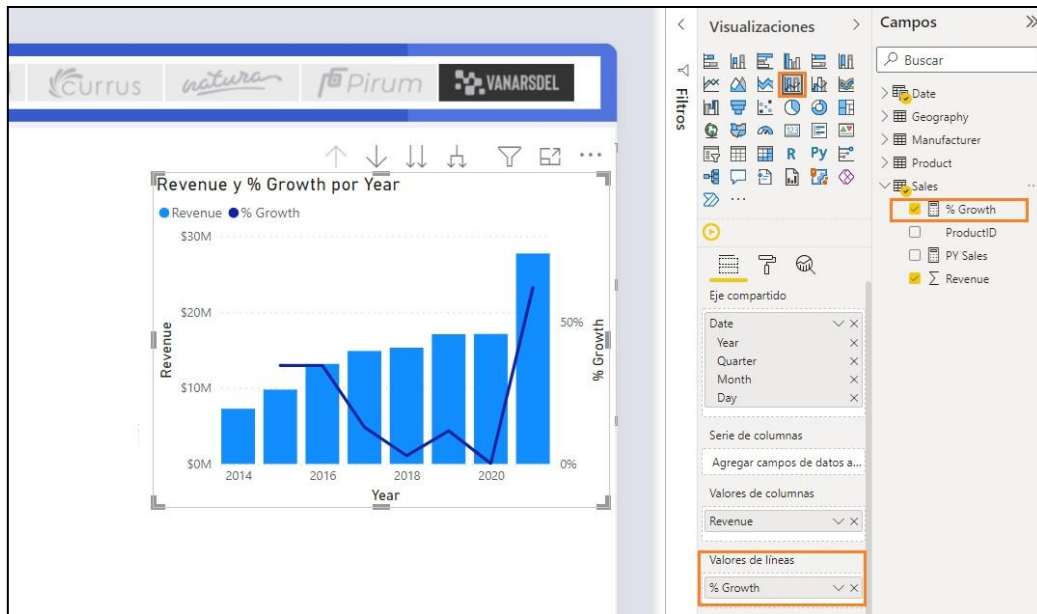 Currus
natura
Pirum
VANARSDEL
Revenue y % Growth por Year
Revenue % Growth
$30M
$20M
$10M
$0M
50%
0%
Revenue
% Growth
2014 2016 2018 2020
Year
Filtros
Visualizaciones
R Py
...
Eje compartido
Date
Year
Quarter
Month
Day
Serie de columnas
Agregar campos de datos a...
Valores de columnas
Revenue
Valores de líneas
% Growth
Campos
Buscar
Date
Geography
Manufacturer
Product
Sales
% Growth
ProductID
PY Sales
Revenue